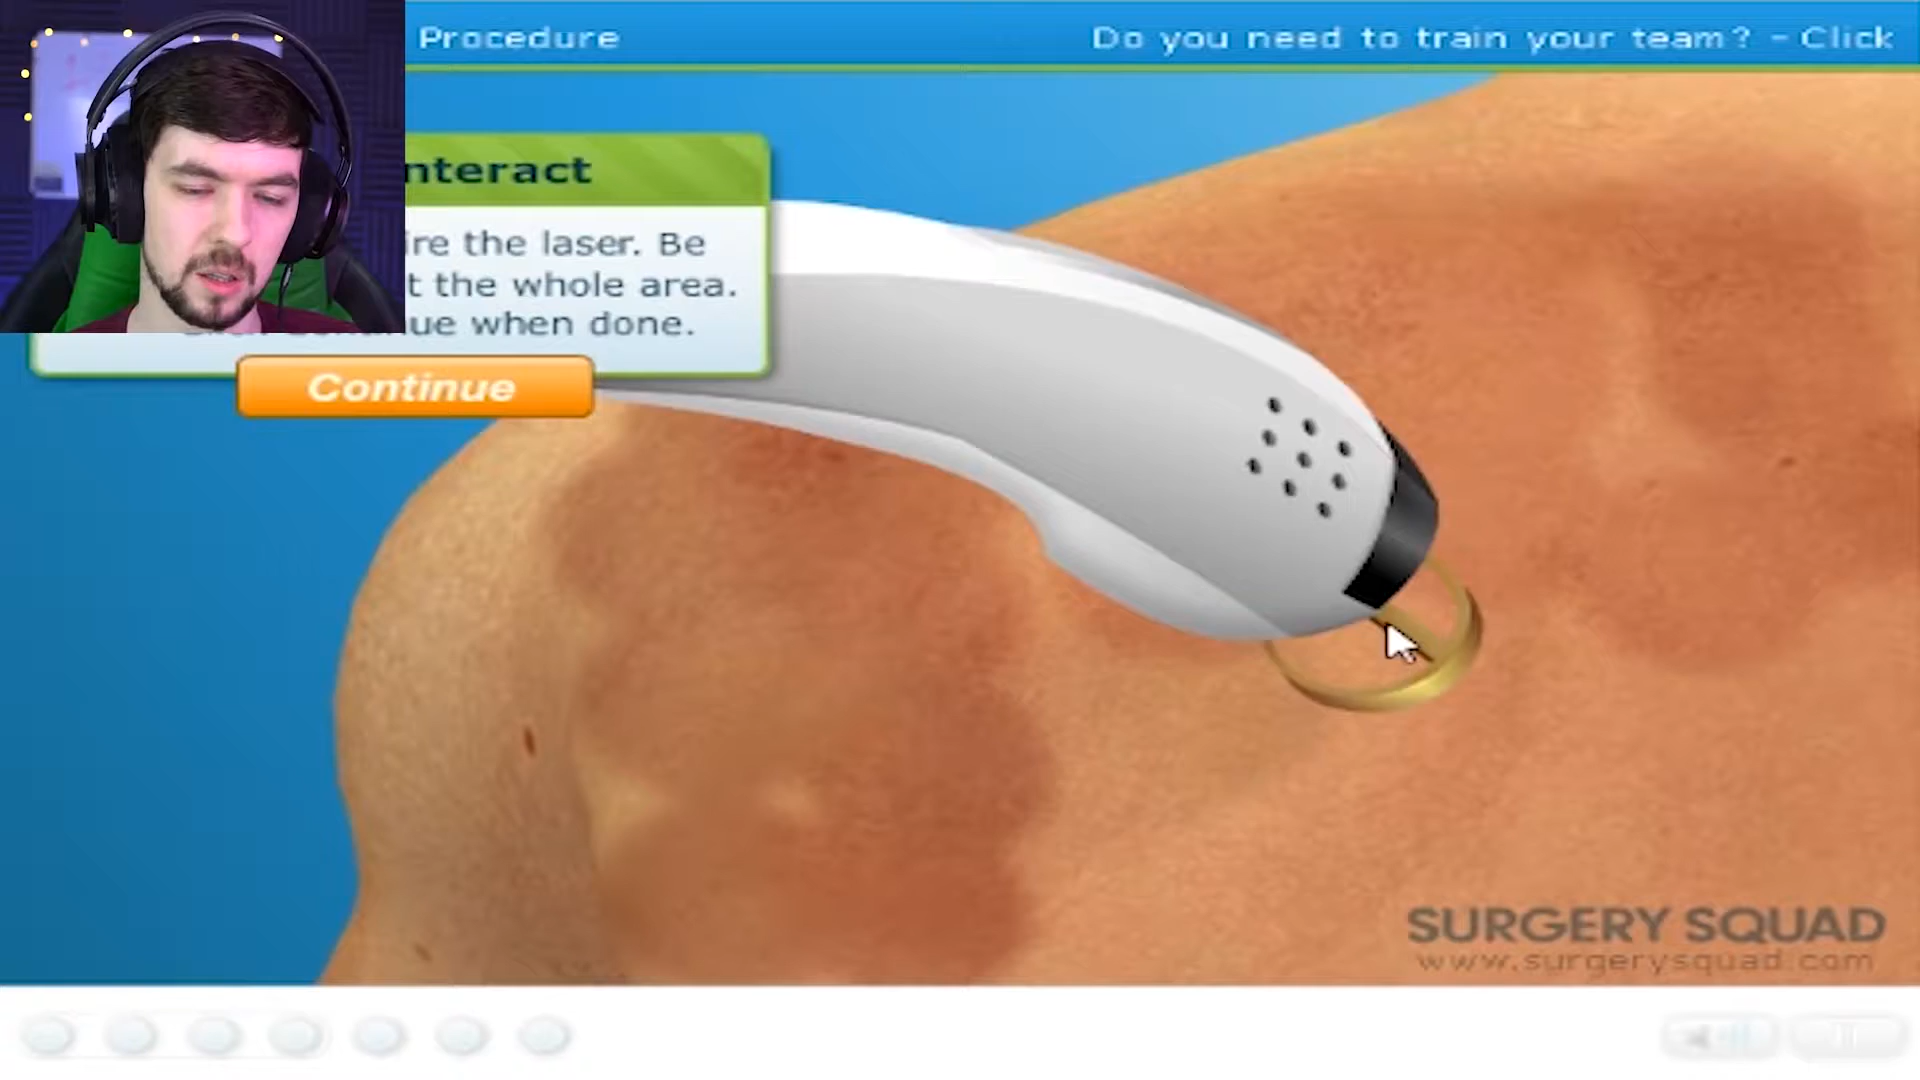 Procedure
Do you need to train your team? - Click
nteract
ire the laser. Be
t the whole area.
ue when done.
Continue
SURGERY SQUAD
www.surgerysquad.com